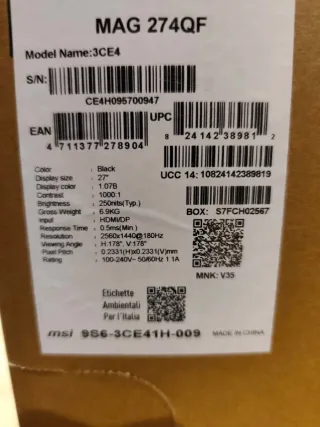 MAG 274QF
Model Name:3CE4
S/N:
CE4H095700947
EAN
4 711377 278904
UPC
8 24142 38981 2
UCC 14: 10824142389819
Color : Black
Display size : 27"
Display color : 1.07B
Contrast : 1000:1
Brightness : 250nits(Typ.)
Gross Weight : 6.9KG
Input : HDMI/DP
Response Time : 0.5ms(Min.)
Resolution : 2560x1440@180Hz
Viewing Angle : H:178°, V:178°
Pixel Pitch : 0.2331(H)x0.2331(V)mm
Rating : 100-240V~ 50/60Hz 1.1A
BOX: S7FCH02567
MNK: V35
Etichette
Ambientali
Per l'Italia
msi 9S6-3CE41H-009 MADE IN CHINA